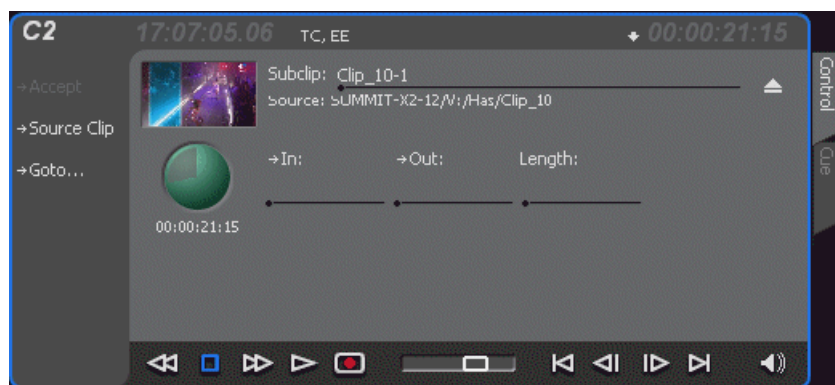 C2
17:07:05.06
TC, EE
00:00:21:15
→Accept
→Source Clip
→Goto...
Subclip: Clip_10-1
Source: SUMMIT-X2-12/V:/Has/Clip_10
→In:
→Out:
Length:
00:00:21:15
Control
Cue